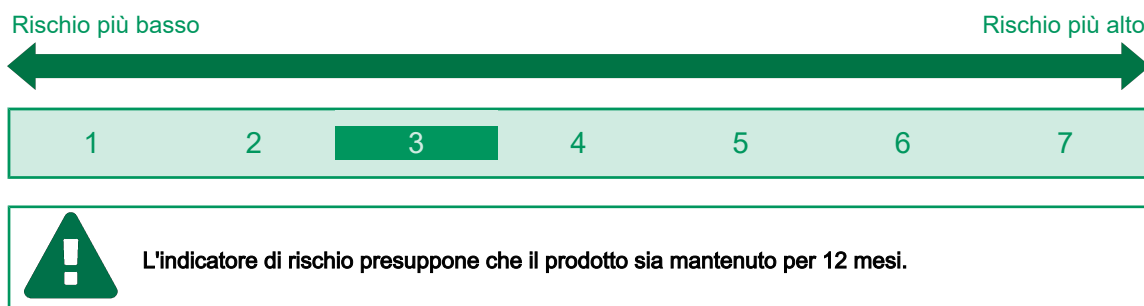 Rischio più basso Rischio più alto
1 2 3 4 5 6 7
L'indicatore di rischio presuppone che il prodotto sia mantenuto per 12 mesi.